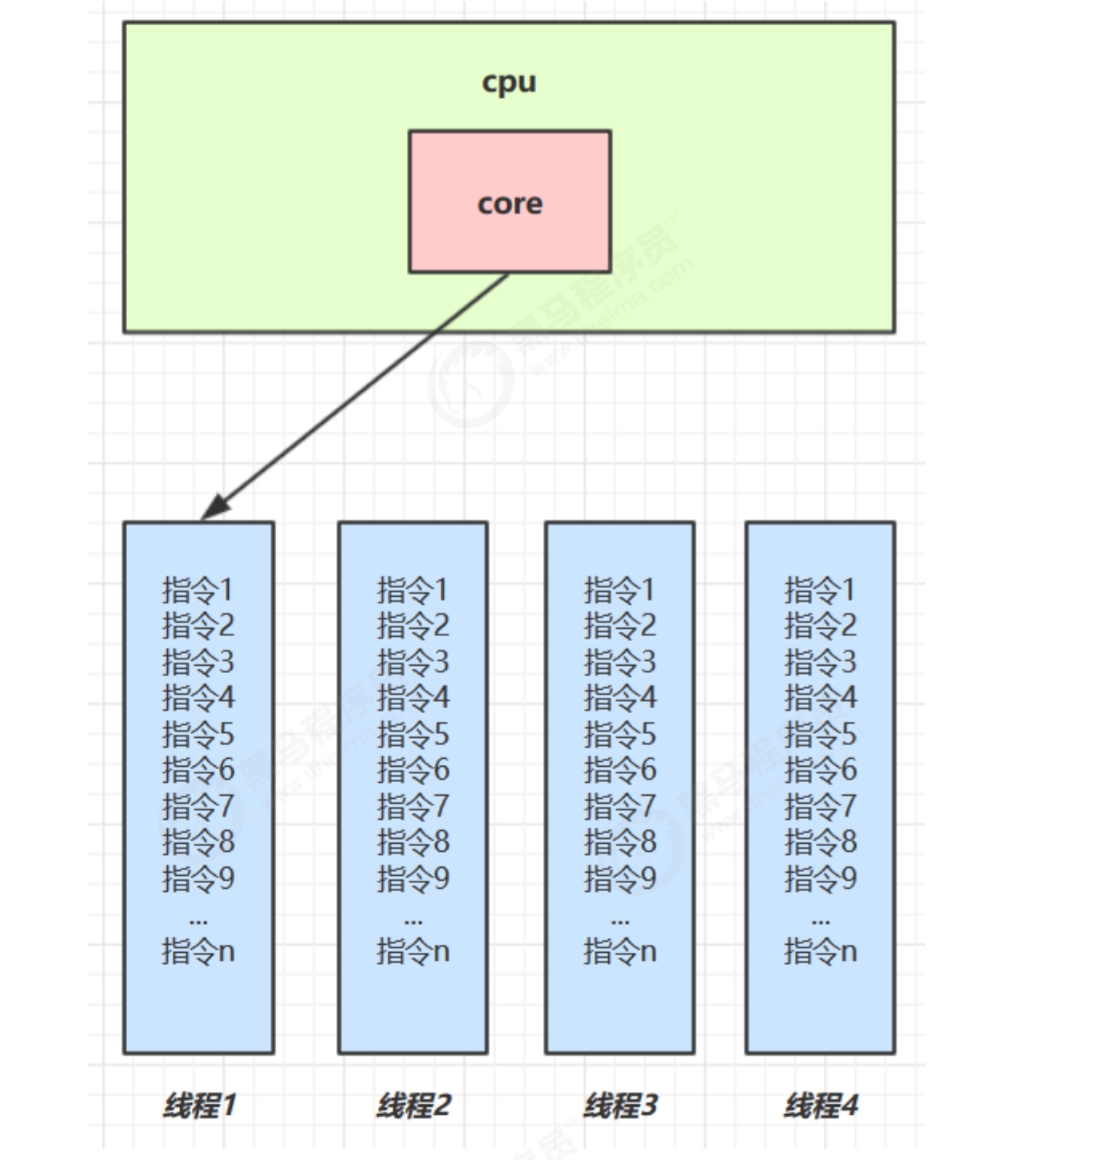 cpu
core
黑马程序员
www.itheima.com
指令1
指令2
指令3
指令4
指令5
指令6
指令7
指令8
指令9
...
指令n
线程1
指令1
指令2
指令3
指令4
指令5
指令6
指令7
指令8
指令9
...
指令n
线程2
指令1
指令2
指令3
指令4
指令5
指令6
指令7
指令8
指令9
...
指令n
线程3
指令1
指令2
指令3
指令4
指令5
指令6
指令7
指令8
指令9
...
指令n
线程4